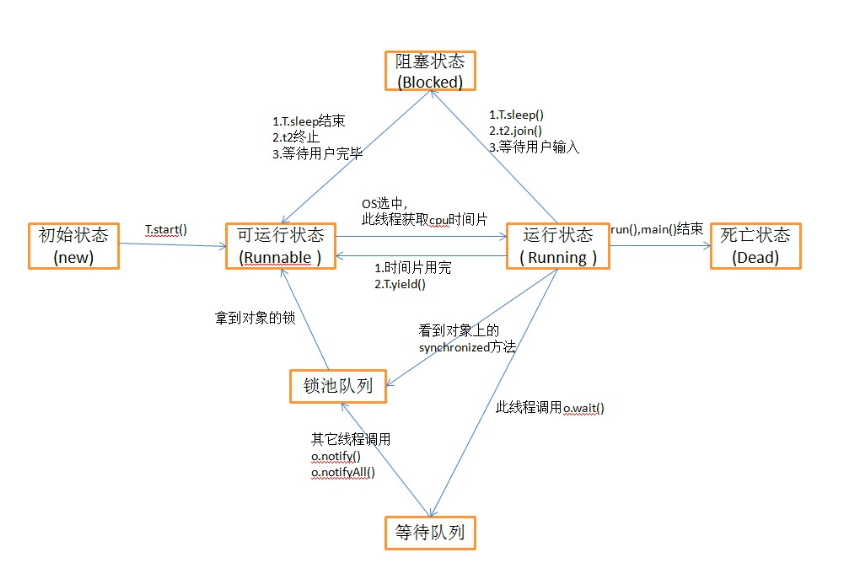 阻塞状态
(Blocked)
1.T.sleep结束
2.t2终止
3.等待用户完毕
1.T.sleep()
2.t2.join()
3.等待用户输入
OS选中,
此线程获取cpu时间片
初始状态
(new)
T.start()
可运行状态
(Runnable )
运行状态
( Running )
run(),main()结束
死亡状态
(Dead)
1.时间片用完
2.T.yield()
拿到对象的锁
看到对象上的
synchronized方法
锁池队列
此线程调用o.wait()
其它线程调用
o.notify()
o.notifyAll()
等待队列